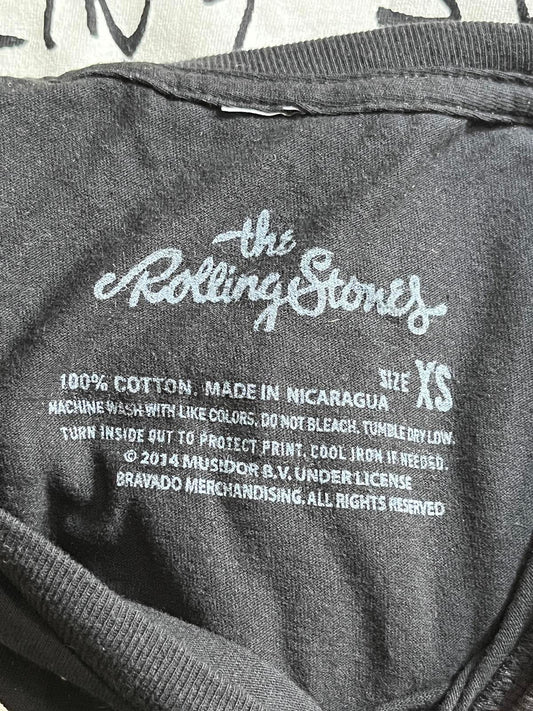 the
Rolling Stones
SIZE XS
100% COTTON. MADE IN NICARAGUA
MACHINE WASH WITH LIKE COLORS. DO NOT BLEACH. TUMBLE DRY LOW.
TURN INSIDE OUT TO PROTECT PRINT. COOL IRON IF NEEDED.
© 2014 MUSIDOR B.V. UNDER LICENSE
BRAVADO MERCHANDISING. ALL RIGHTS RESERVED